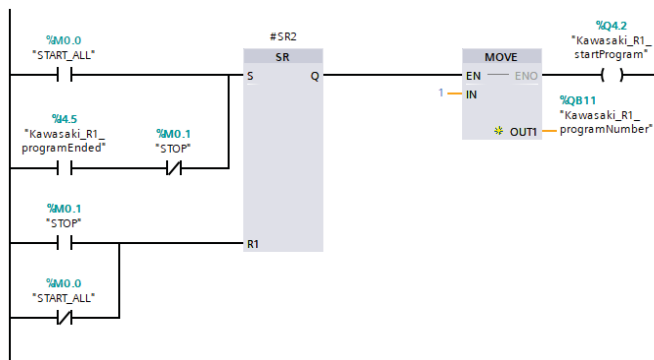 %M0.0
"START_ALL"
%I4.5
"Kawasaki_R1_
programEnded"
%M0.1
"STOP"
%M0.1
"STOP"
%M0.0
"START_ALL"
#SR2
SR
S
Q
R1
MOVE
EN
ENO
1
IN
OUT1
%Q4.2
"Kawasaki_R1_
startProgram"
%QB11
"Kawasaki_R1_
programNumber"